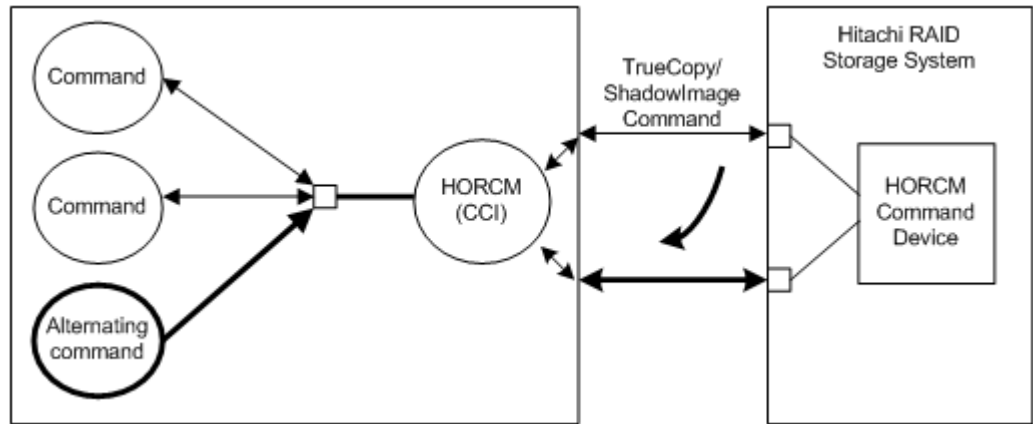 Command
Command
Alternating
command
HORCM
(CCI)
TrueCopy/
ShadowImage
Command
Hitachi RAID
Storage System
HORCM
Command
Device